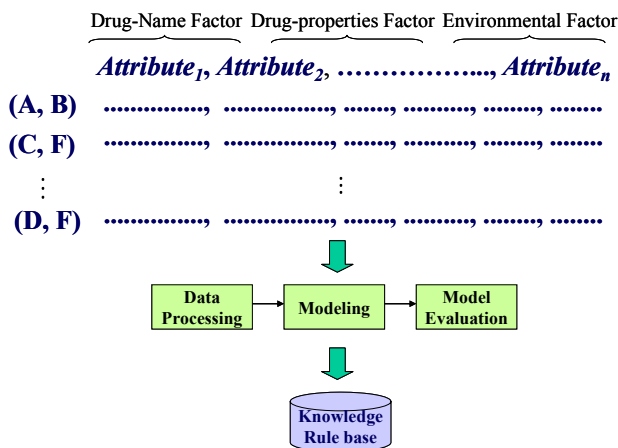 Drug-Name Factor Drug-properties Factor Environmental Factor
Attribute1, Attribute2, ..................., Attributen
(A, B) .............., ..............., ......., ..........., ......., ........
(C, F) .............., ..............., ......., ..........., ......., ........
⋮ ⋮
(D, F) .............., ..............., ......., ..........., ......., ........
Data Processing
Modeling
Model Evaluation
Knowledge
Rule base